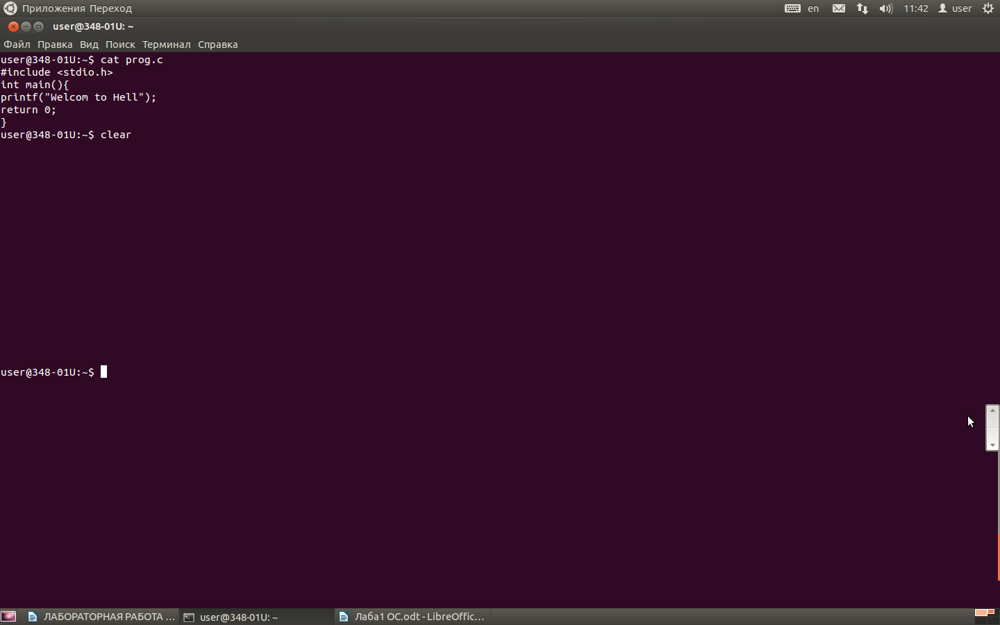 Приложения Переход
en
11:42
user
user@348-01U: ~
Файл Правка Вид Поиск Терминал Справка
user@348-01U:~$ cat prog.c
#include <stdio.h>
int main(){
printf("Welcom to Hell");
return 0;
}
user@348-01U:~$ clear
user@348-01U:~$
ЛАБОРАТОРНАЯ РАБОТА ...
user@348-01U: ~
Лаба1 ОС.odt - LibreOffic...